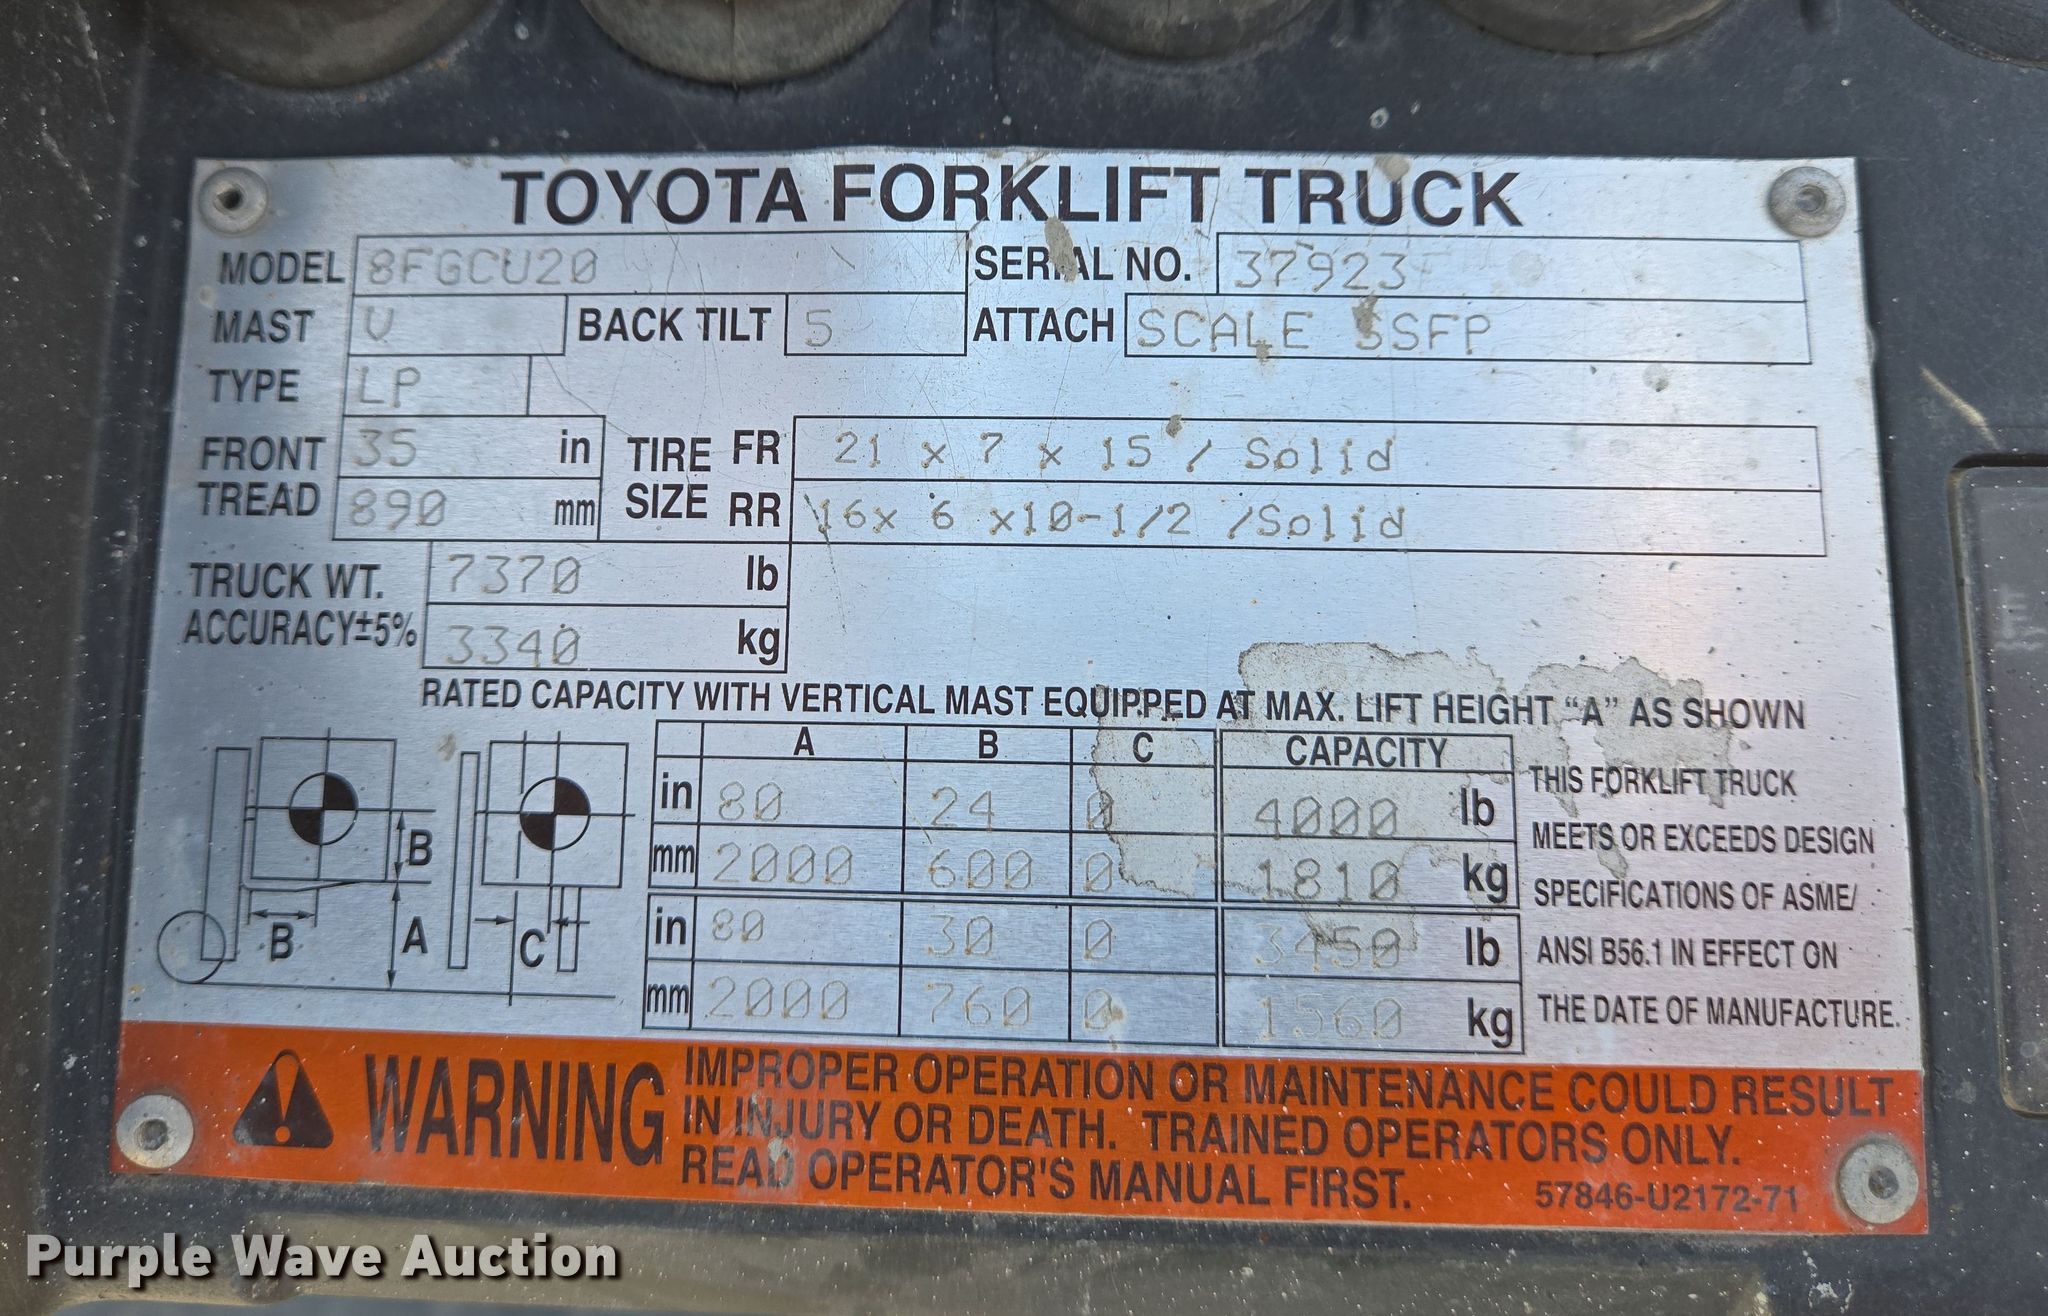 TOYOTA FORKLIFT TRUCK
MODEL 8FGCU20 SERIAL NO. 37923
MAST V BACK TILT 5 ATTACH SCALE SSFP
TYPE LP
FRONT TREAD 35 in TIRE SIZE FR 21 x 7 x 15 / Solid
890 mm RR 16x 6 x10-1/2 /Solid
TRUCK WT. 7370 lb
ACCURACY±5% 3340 kg
RATED CAPACITY WITH VERTICAL MAST EQUIPPED AT MAX. LIFT HEIGHT "A" AS SHOWN
A B C CAPACITY
in 80 24 0 4000 lb
mm 2000 600 0 1810 kg
in 80 30 0 3450 lb
mm 2000 760 0 1560 kg
B B A C
THIS FORKLIFT TRUCK
MEETS OR EXCEEDS DESIGN
SPECIFICATIONS OF ASME/
ANSI B56.1 IN EFFECT ON
THE DATE OF MANUFACTURE.
WARNING
IMPROPER OPERATION OR MAINTENANCE COULD RESULT
IN INJURY OR DEATH. TRAINED OPERATORS ONLY.
READ OPERATOR'S MANUAL FIRST.
57846-U2172-71
Purple Wave Auction